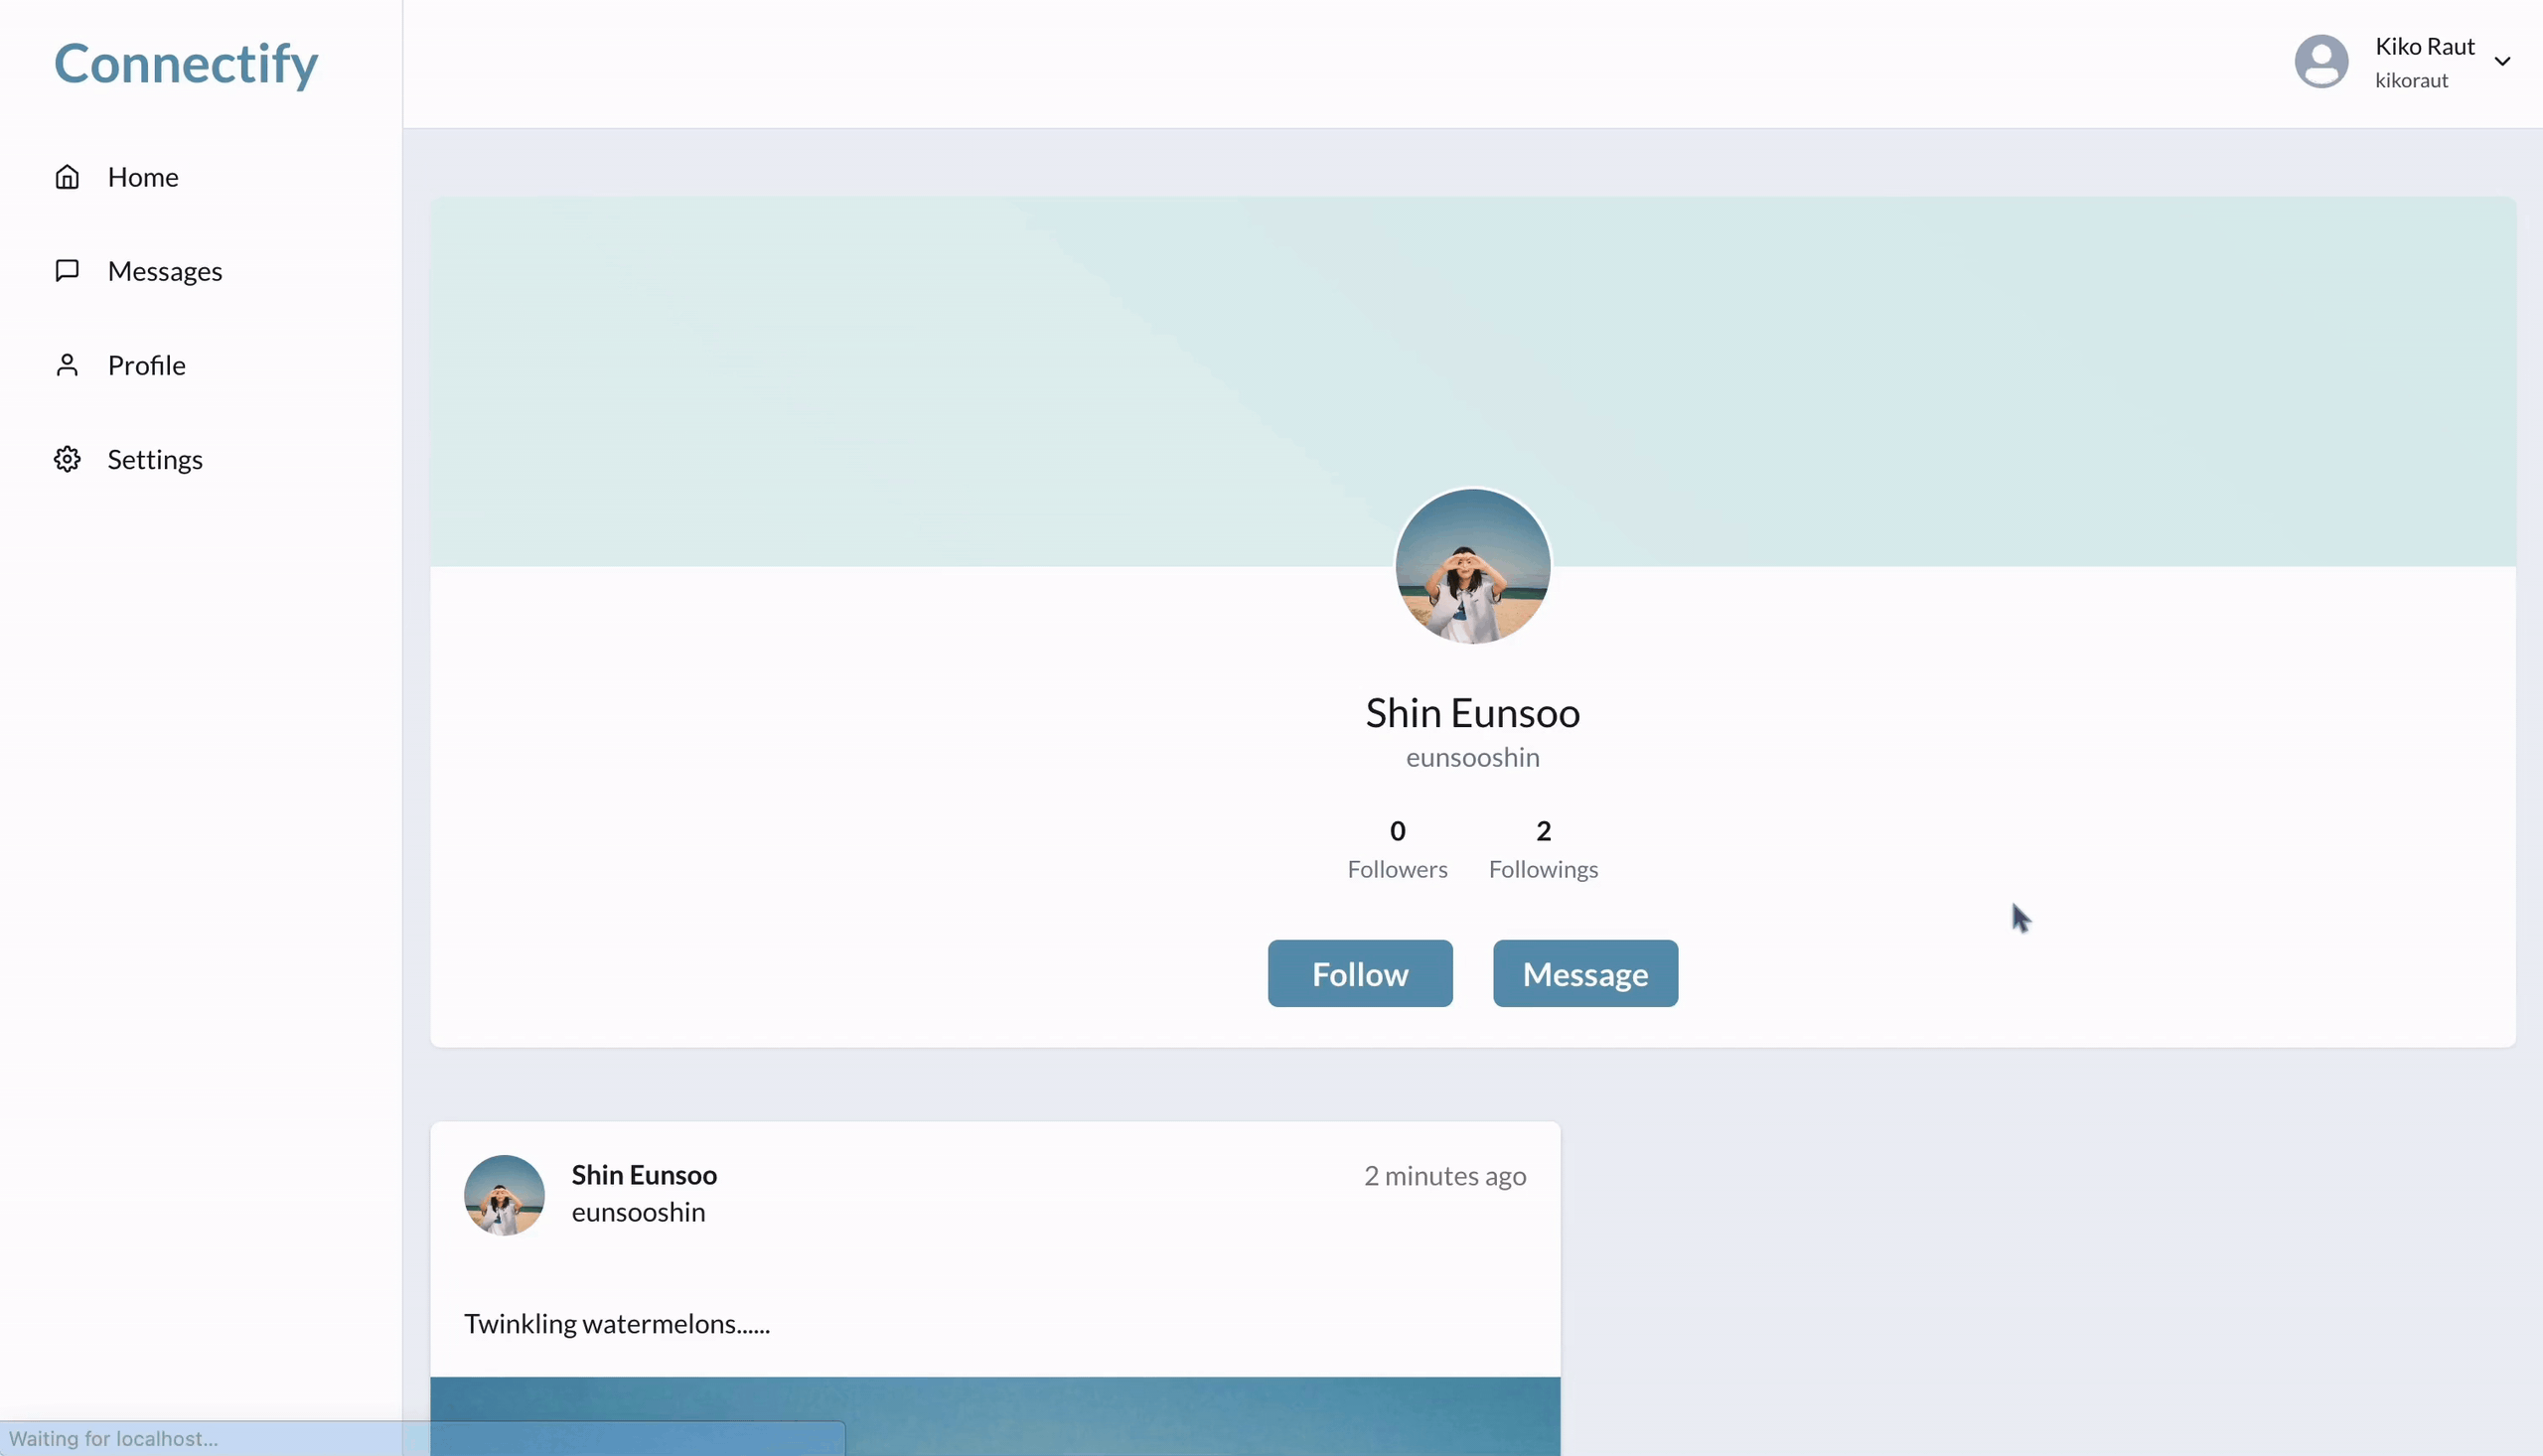 Connectify
Kiko Raut
kikoraut
Home
Messages
Profile
Settings
Shin Eunsoo
eunsooshin
0 2
Followers Followings
Follow Message
Shin Eunsoo 2 minutes ago
eunsooshin
Twinkling watermelons......
Waiting for localhost...